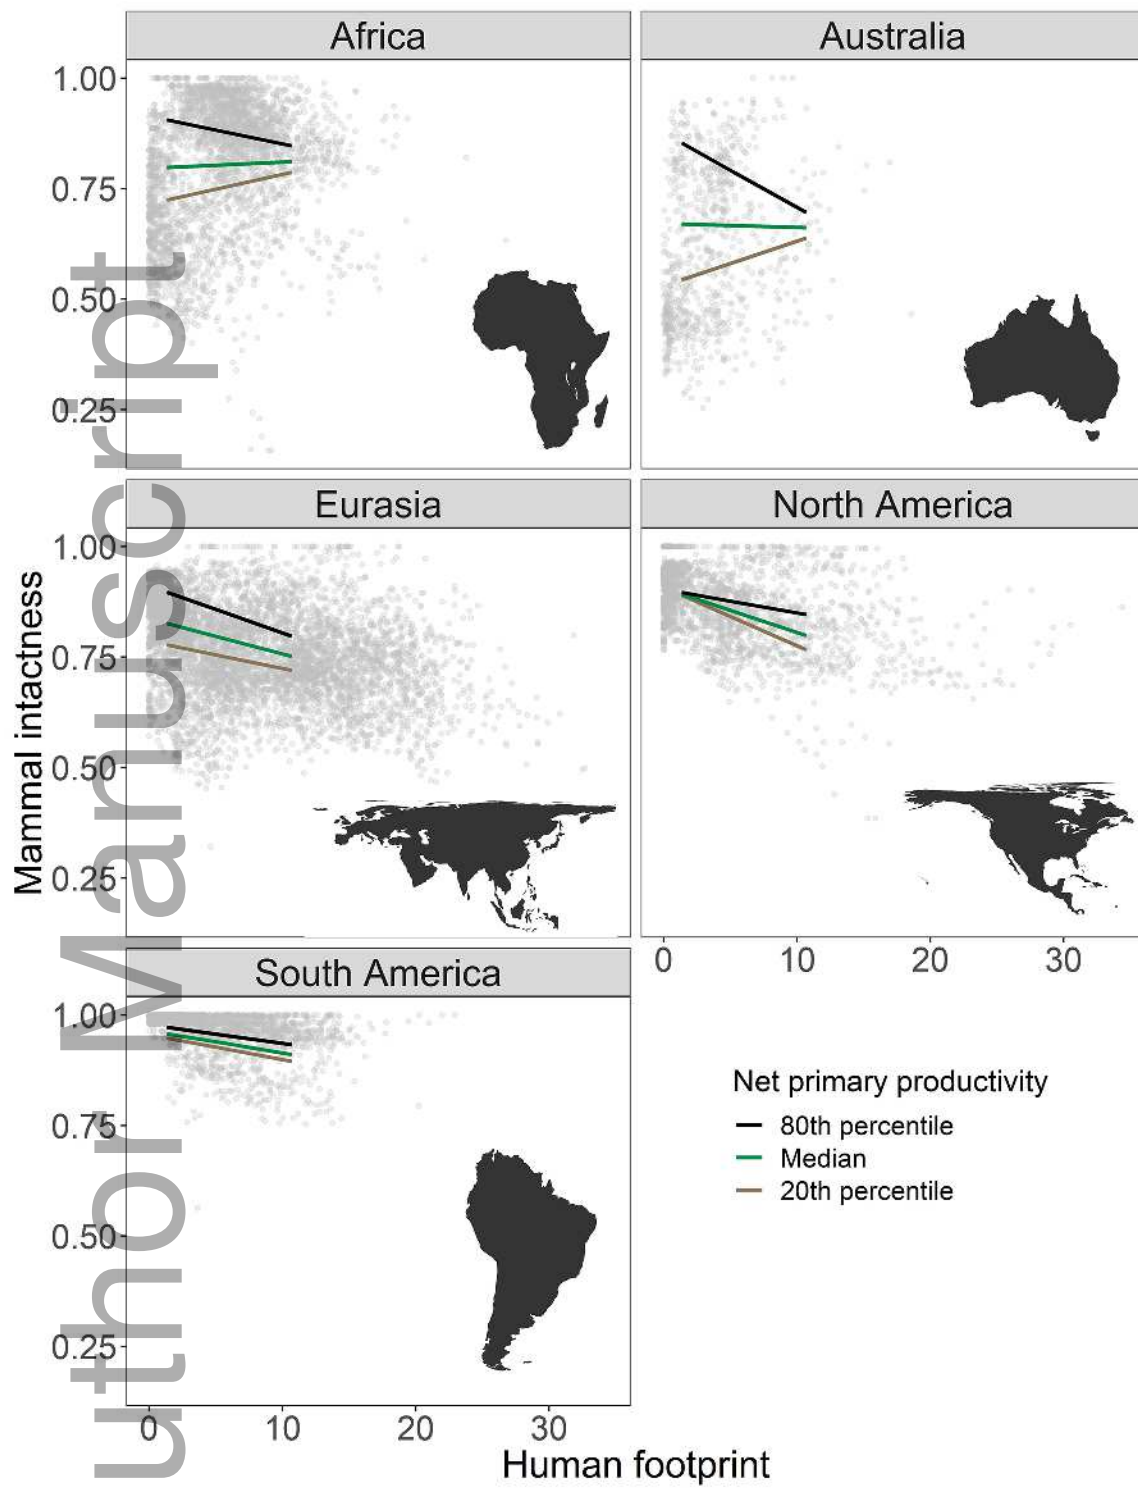 Africa
Australia
1.00
0.75
0.50
0.25
Eurasia
North America
1.00
0.75
0.50
0.25
Mammal intactness
0 10 20 30
South America
1.00
0.75
0.50
0.25
Net primary productivity
80th percentile
Median
20th percentile
0 10 20 30
Human footprint
uthor Manuscript